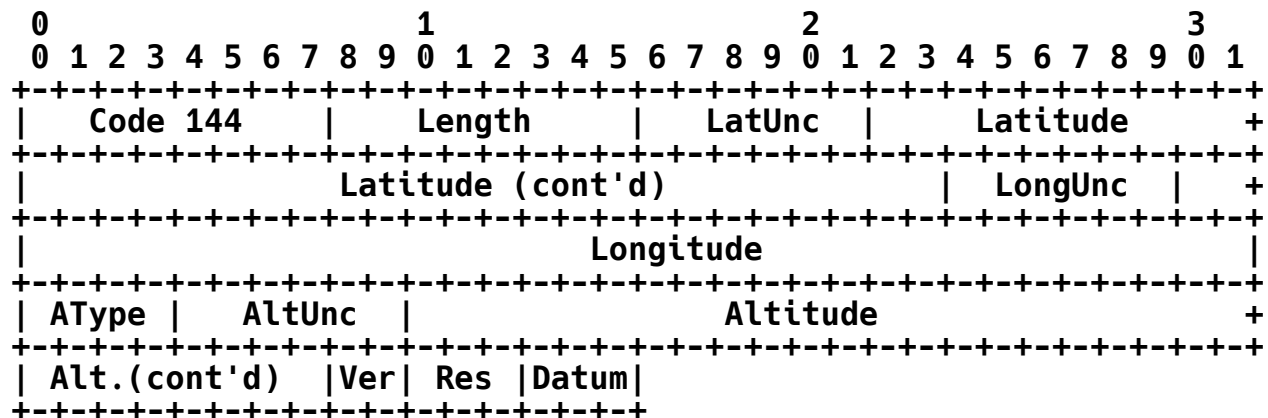 0                   1                   2                   3
 0 1 2 3 4 5 6 7 8 9 0 1 2 3 4 5 6 7 8 9 0 1 2 3 4 5 6 7 8 9 0 1
+-+-+-+-+-+-+-+-+-+-+-+-+-+-+-+-+-+-+-+-+-+-+-+-+-+-+-+-+-+-+-+-+
|   Code 144    |    Length     |   LatUnc  |     Latitude      +
+-+-+-+-+-+-+-+-+-+-+-+-+-+-+-+-+-+-+-+-+-+-+-+-+-+-+-+-+-+-+-+-+
|                Latitude (cont'd)              |  LongUnc  |   +
+-+-+-+-+-+-+-+-+-+-+-+-+-+-+-+-+-+-+-+-+-+-+-+-+-+-+-+-+-+-+-+-+
|                             Longitude                         |
+-+-+-+-+-+-+-+-+-+-+-+-+-+-+-+-+-+-+-+-+-+-+-+-+-+-+-+-+-+-+-+-+
| AType |   AltUnc  |                Altitude                   +
+-+-+-+-+-+-+-+-+-+-+-+-+-+-+-+-+-+-+-+-+-+-+-+-+-+-+-+-+-+-+-+-+
| Alt.(cont'd)  |Ver| Res |Datum|
+-+-+-+-+-+-+-+-+-+-+-+-+-+-+-+-+